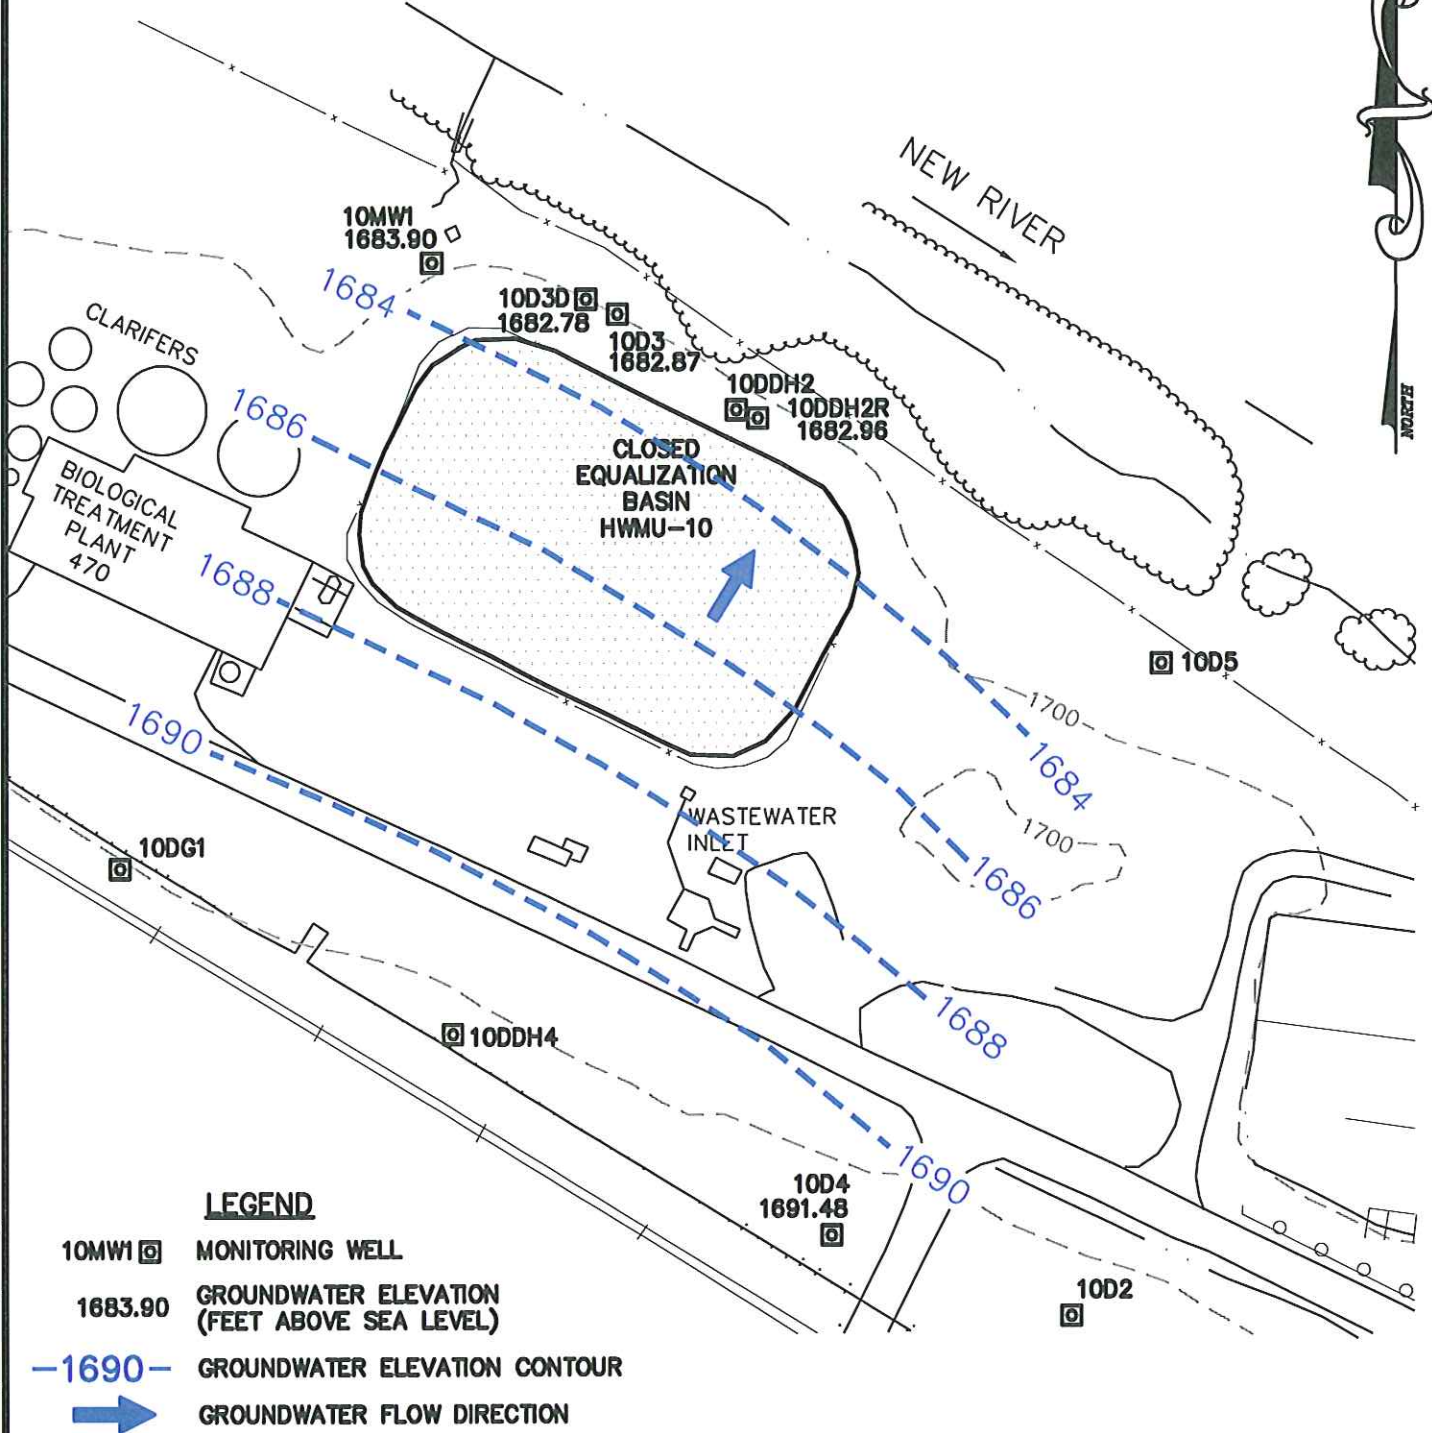 NEW RIVER
NORTH
10MW1
1683.90
1684
10D3D
1682.78
10D3
1682.87
10DDH2
10DDH2R
1682.96
CLARIFERS
1686
CLOSED
EQUALIZATION
BASIN
HWMU-10
BIOLOGICAL
TREATMENT
PLANT
470
1688
10D5
1690
1700
1684
WASTEWATER
INLET
1700
1686
10DG1
1688
10DDH4
1690
10D4
1691.48
10D2
LEGEND
10MW1 MONITORING WELL
1683.90 GROUNDWATER ELEVATION
(FEET ABOVE SEA LEVEL)
-1690- GROUNDWATER ELEVATION CONTOUR
GROUNDWATER FLOW DIRECTION